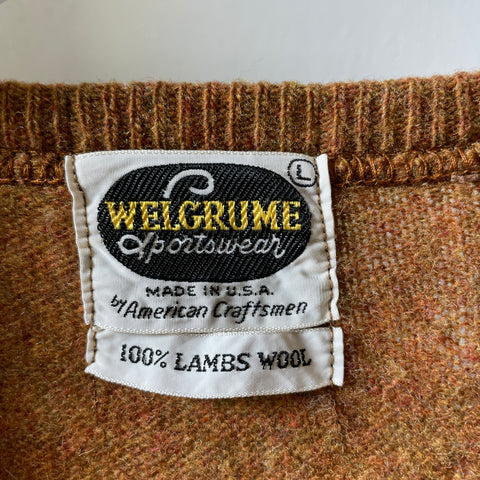 L
WELGRUME
Sportswear
MADE IN U.S.A.
by American Craftsmen
100% LAMBS WOOL